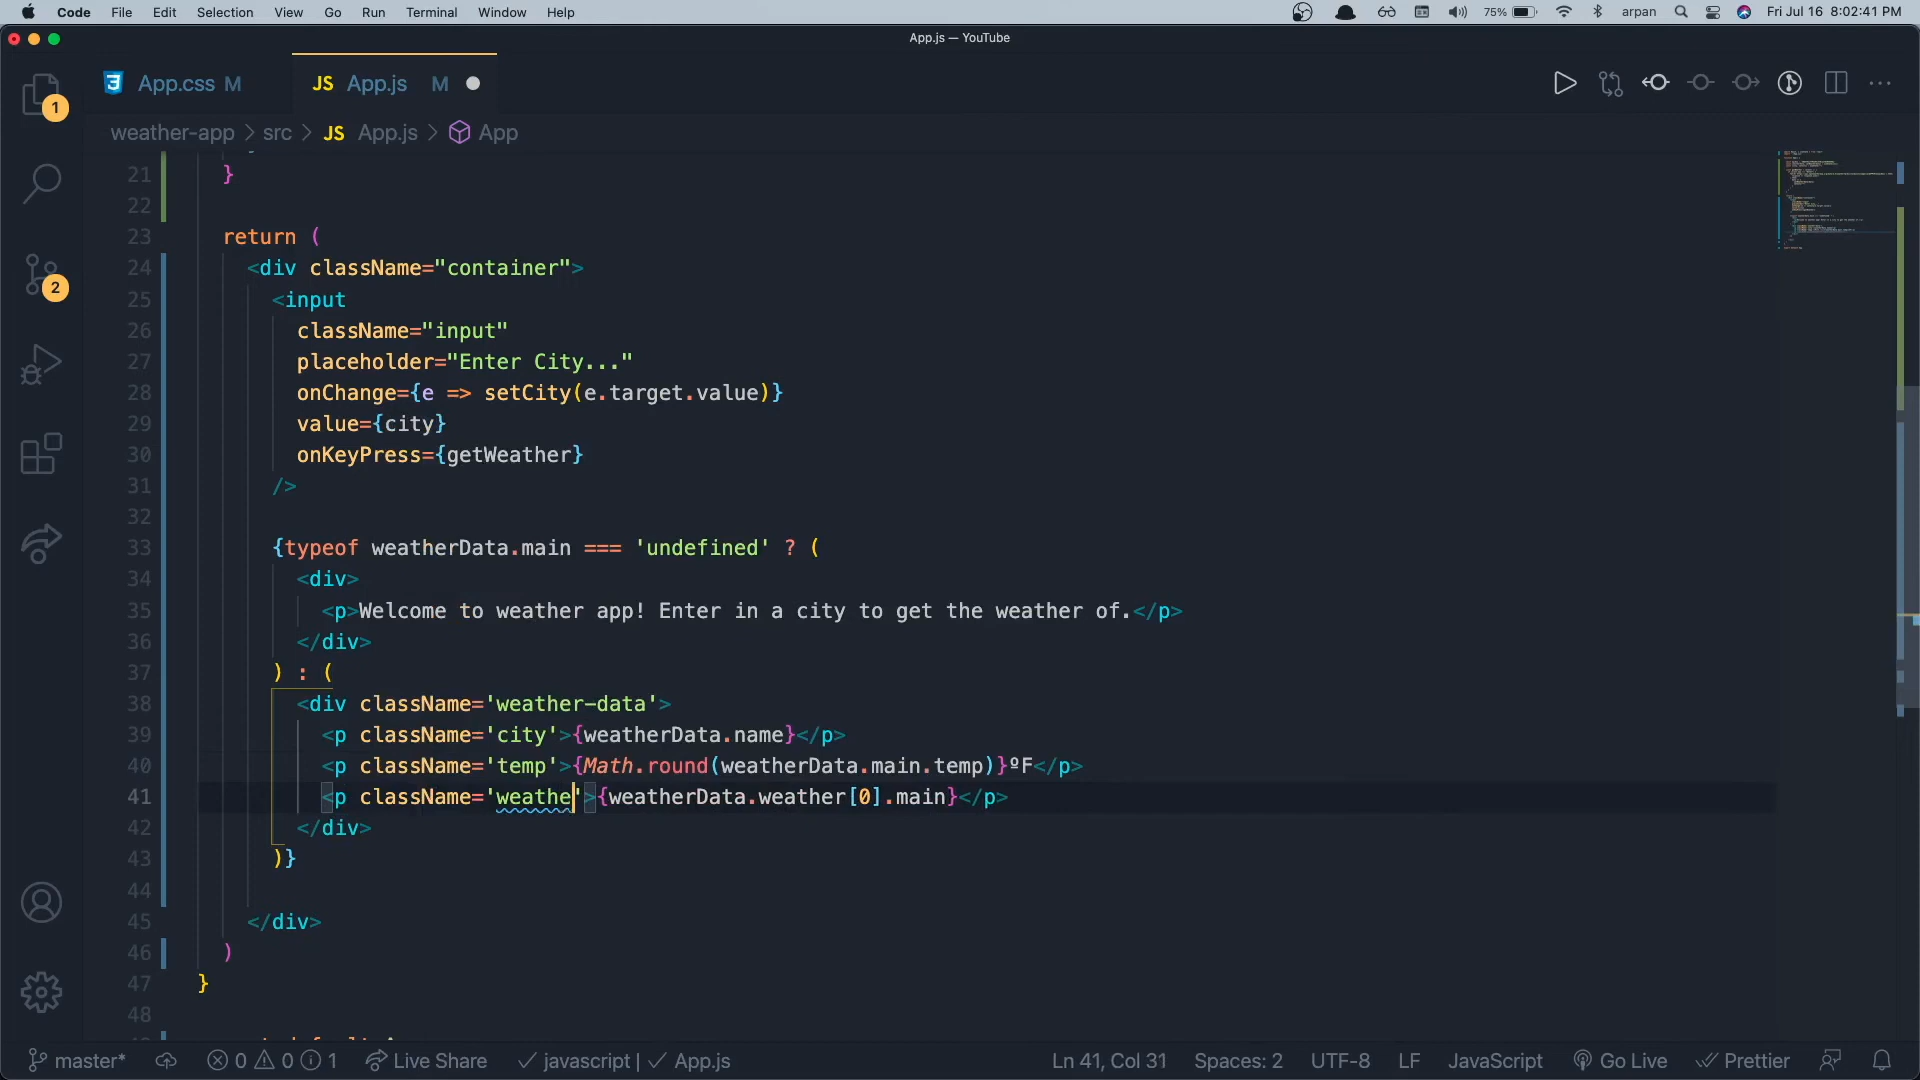 Code File Edit Selection View Go Run Terminal Window Help 75% arpan Fri Jul 16 8:02:41 PM
App.js — YouTube
App.css M JS App.js M
1
weather-app > src > JS App.js > App
21 }
22
23 return (
24 <div className="container">
25 <input
26 className="input"
27 placeholder="Enter City..."
28 onChange={e => setCity(e.target.value)}
29 value={city}
30 onKeyPress={getWeather}
31 />
32
33 {typeof weatherData.main === 'undefined' ? (
34 <div>
35 <p>Welcome to weather app! Enter in a city to get the weather of.</p>
36 </div>
37 ) : (
38 <div className='weather-data'>
39 <p className='city'>{weatherData.name}</p>
40 <p className='temp'>{Math.round(weatherData.main.temp)}ºF</p>
41 <p className='weathe'>{weatherData.weather[0].main}</p>
42 </div>
43 )}
44
45 </div>
46 )
47 }
48
2
master* 0 0 1 Live Share javascript | App.js Ln 41, Col 31 Spaces: 2 UTF-8 LF JavaScript Go Live Prettier